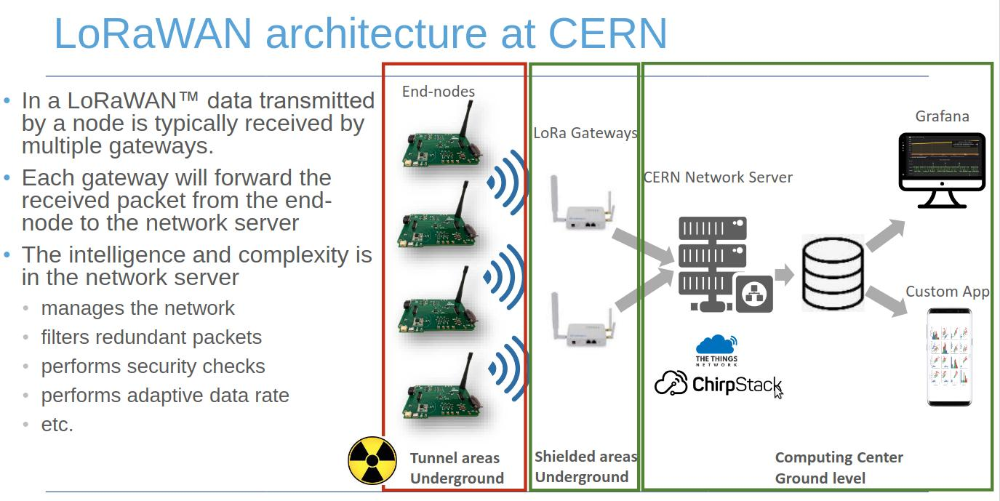 LoRaWAN architecture at CERN
In a LoRaWAN™ data transmitted
by a node is typically received by
multiple gateways.
Each gateway will forward the
received packet from the end-
node to the network server
The intelligence and complexity is
in the network server
manages the network
filters redundant packets
performs security checks
performs adaptive data rate
etc.
End-nodes
Tunnel areas
Underground
LoRa Gateways
Shielded areas
Underground
CERN Network Server
THE THINGS
NETWORK
ChirpStack
Grafana
Custom App
Computing Center
Ground level